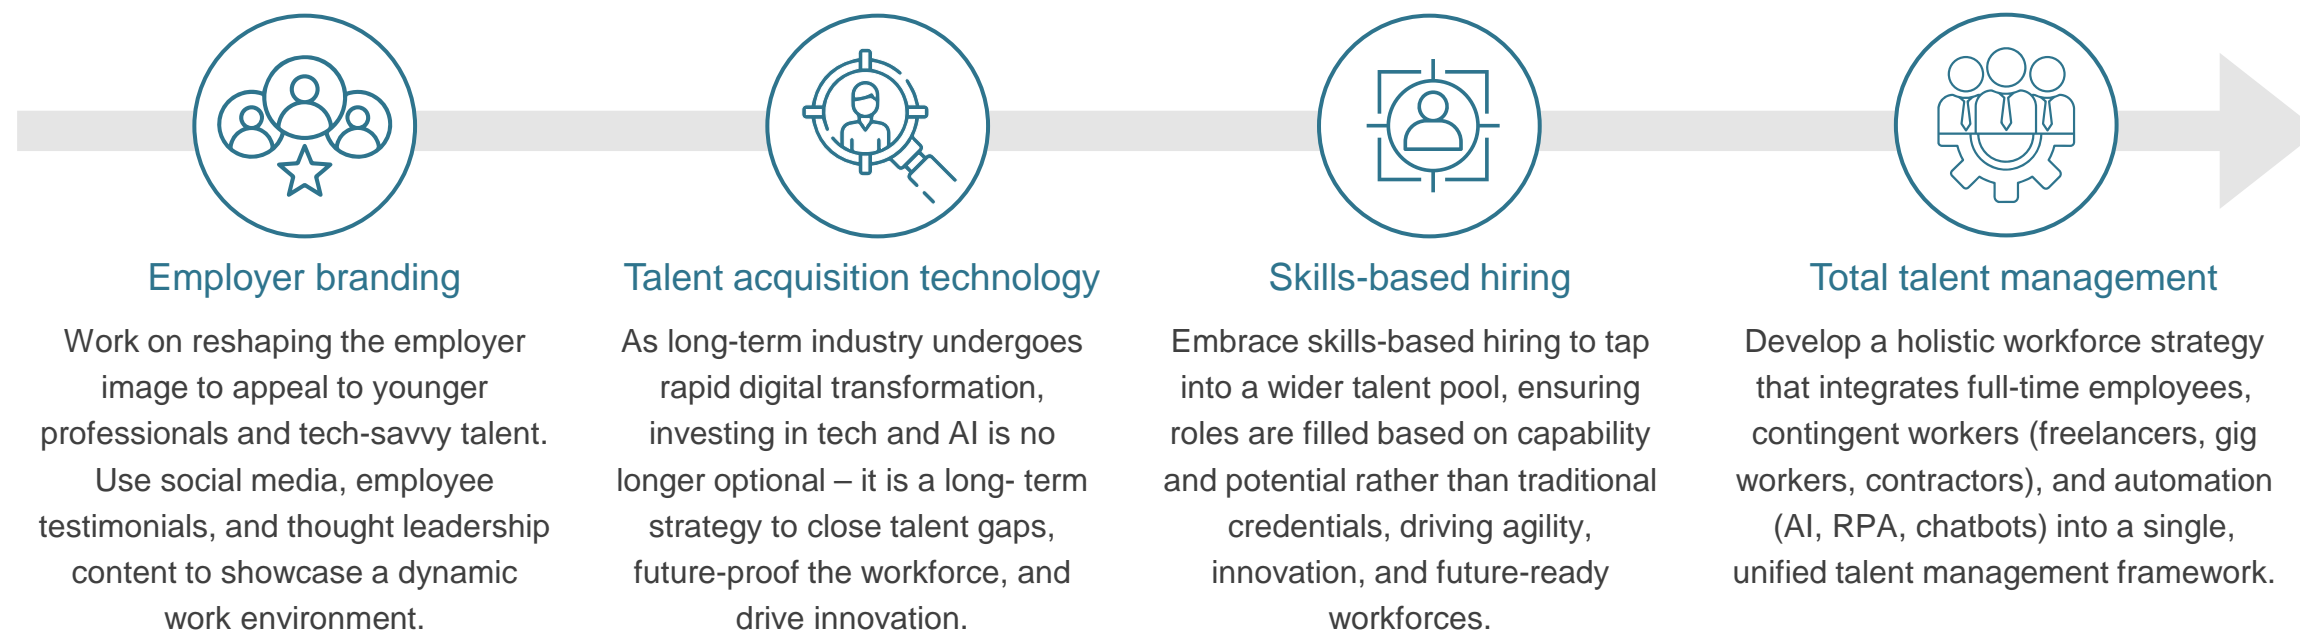 Employer branding
Work on reshaping the employer
image to appeal to younger
professionals and tech-savvy talent.
Use social media, employee
testimonials, and thought leadership
content to showcase a dynamic
work environment.
Talent acquisition technology
As long-term industry undergoes
rapid digital transformation,
investing in tech and AI is no
longer optional – it is a long- term
strategy to close talent gaps,
future-proof the workforce, and
drive innovation.
Skills-based hiring
Embrace skills-based hiring to tap
into a wider talent pool, ensuring
roles are filled based on capability
and potential rather than traditional
credentials, driving agility,
innovation, and future-ready
workforces.
Total talent management
Develop a holistic workforce strategy
that integrates full-time employees,
contingent workers (freelancers, gig
workers, contractors), and automation
(AI, RPA, chatbots) into a single,
unified talent management framework.